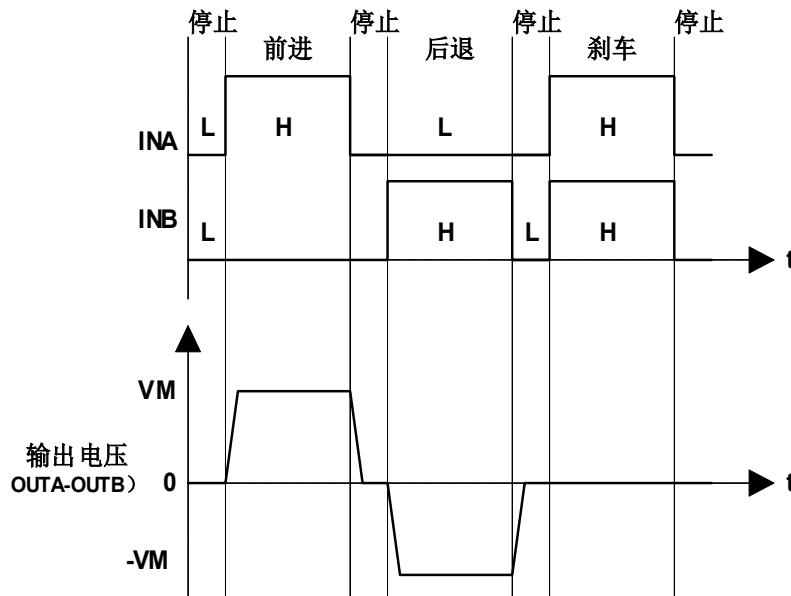 停止 停止 停止 停止
前进 后退 刹车
INA L H L H
INB L H L H
t
VM
输出电压
OUTA-OUTB） 0 t
-VM